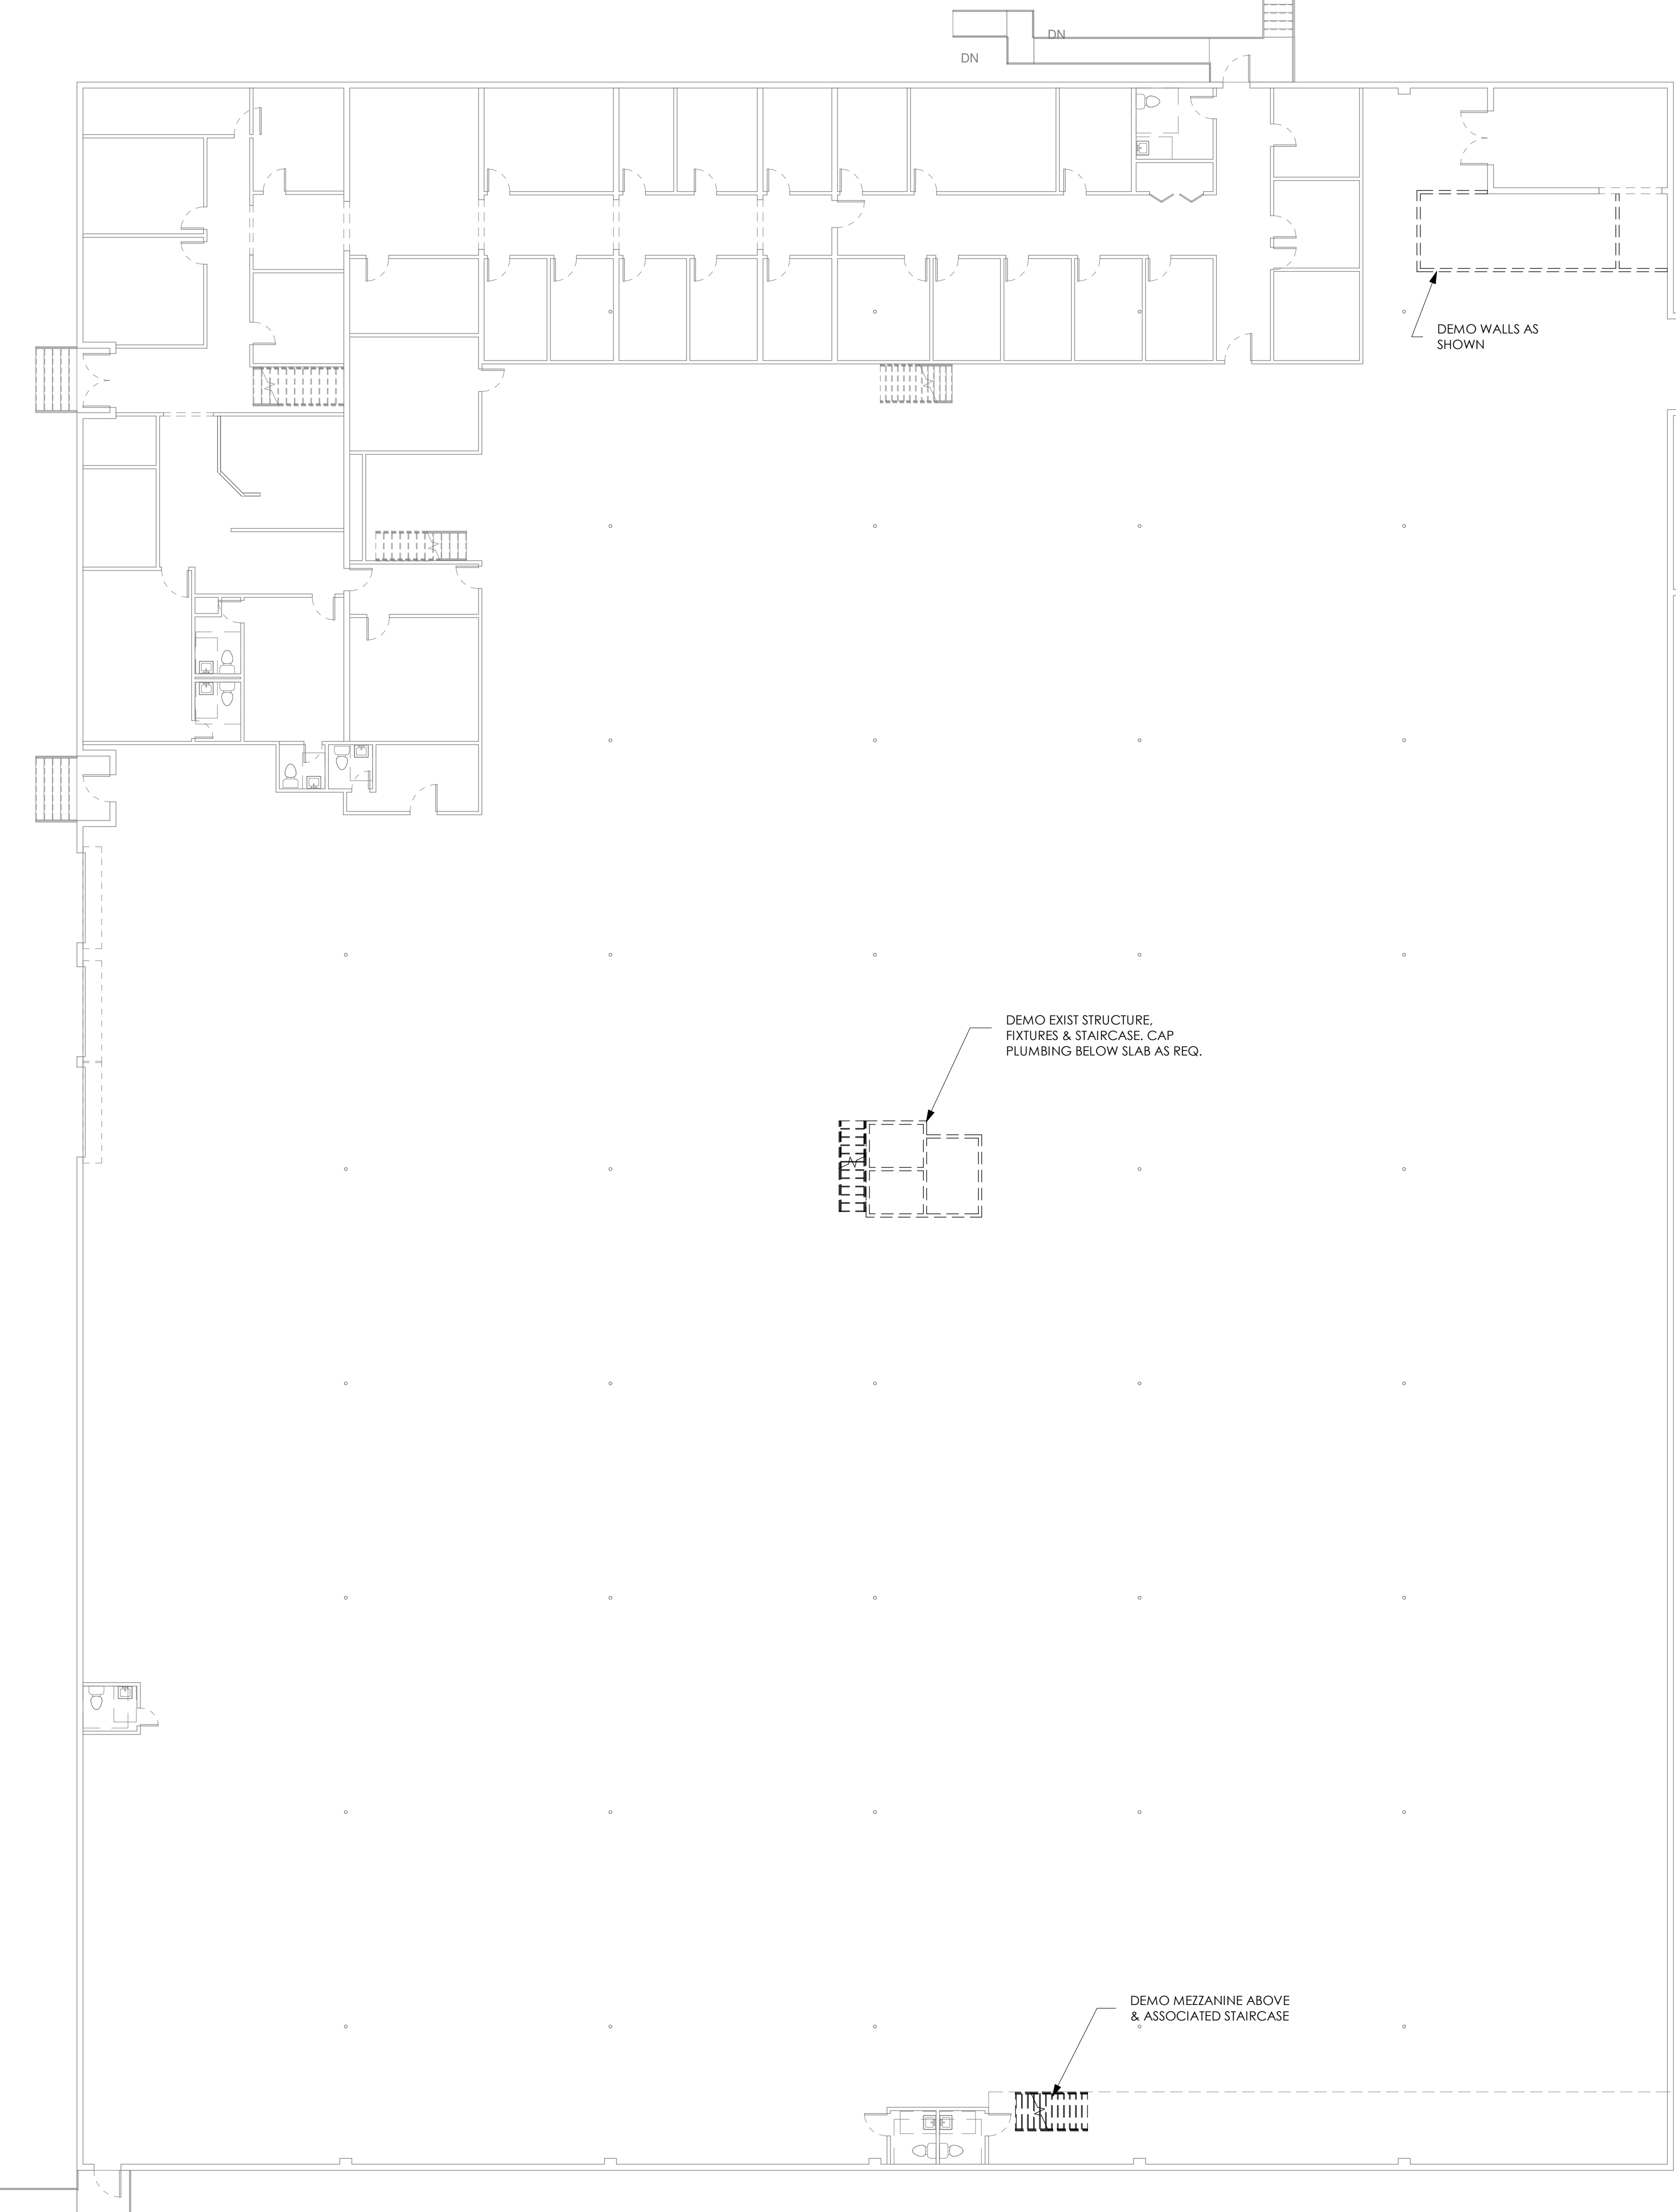 DN
DN
DEMO WALLS AS
SHOWN
DEMO EXIST STRUCTURE,
FIXTURES & STAIRCASE. CAP
PLUMBING BELOW SLAB AS REQ.
DEMO MEZZANINE ABOVE
& ASSOCIATED STAIRCASE